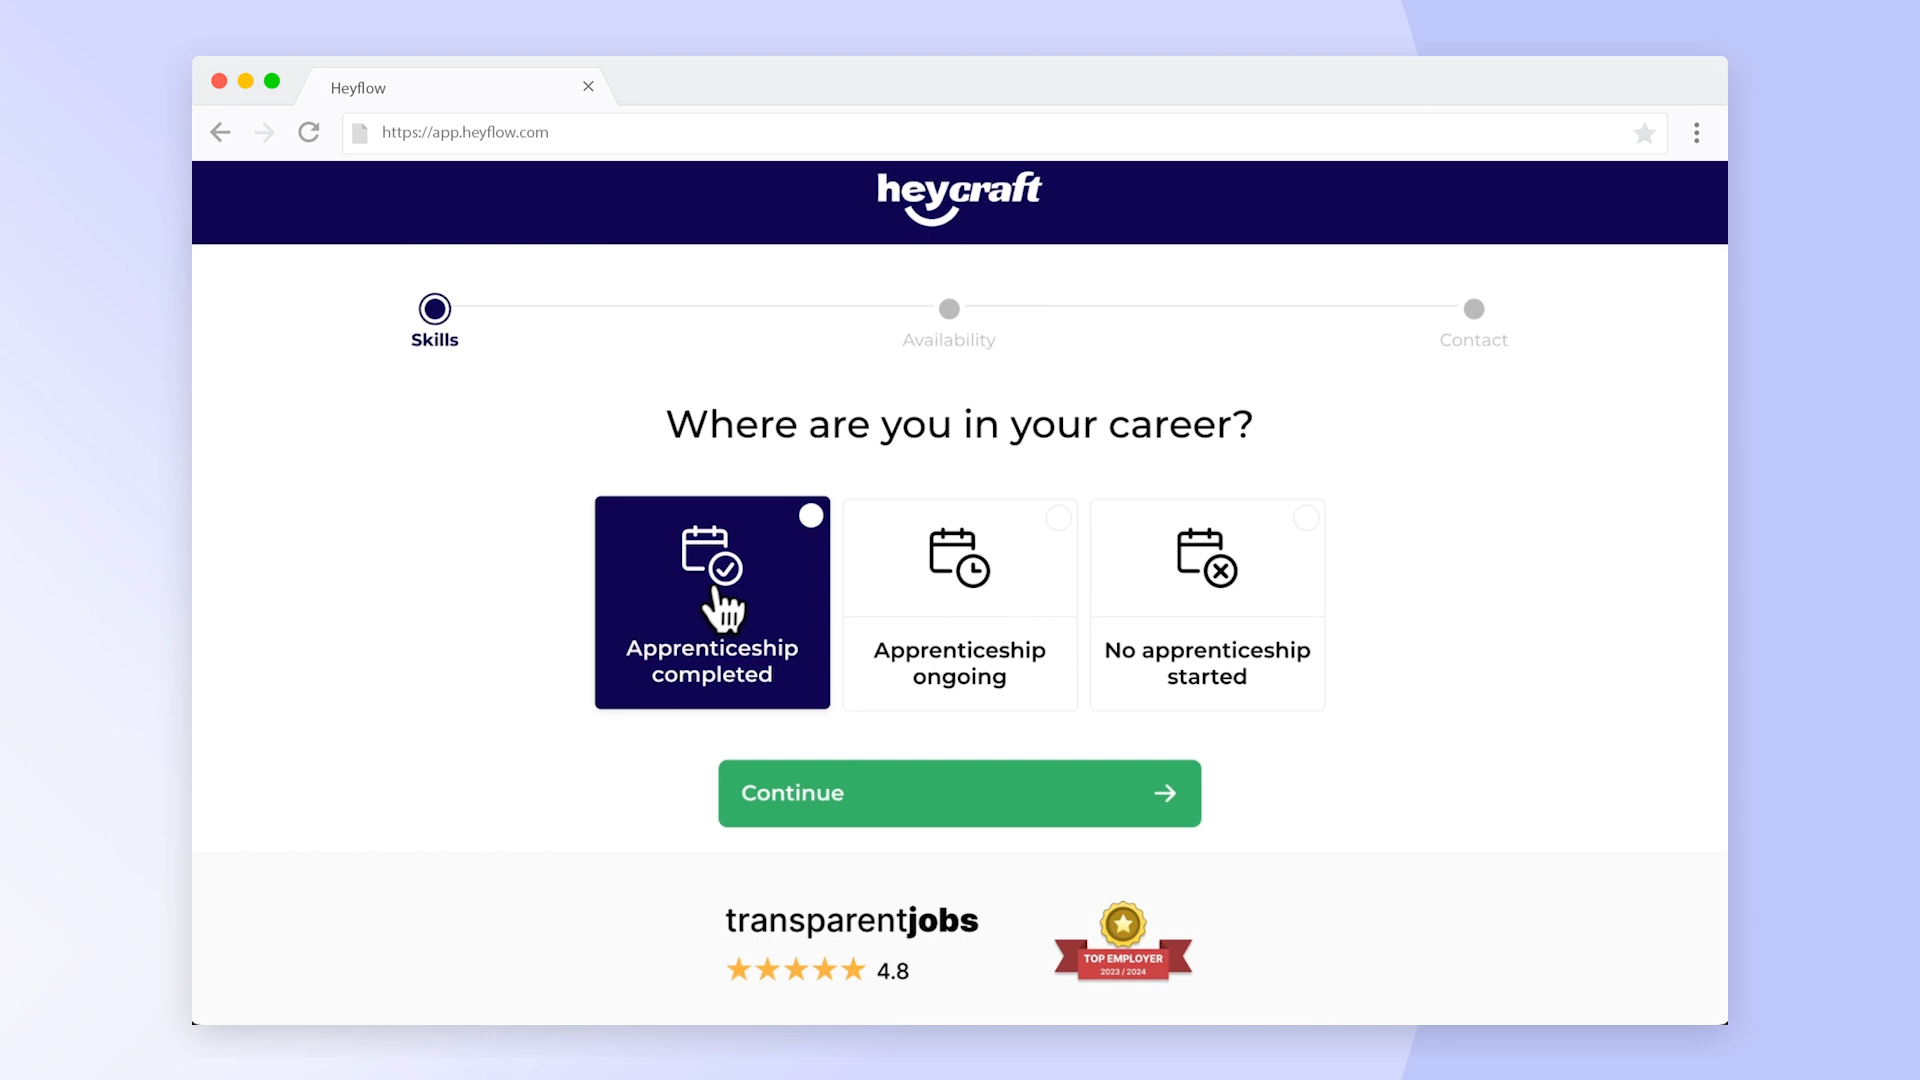 Heyflow
https://app.heyflow.com
heycraft
Skills
Availability
Contact
Where are you in your career?
Apprenticeship
completed
Apprenticeship
ongoing
No apprenticeship
started
Continue
transparentjobs
4.8
TOP EMPLOYER
2023 / 2024